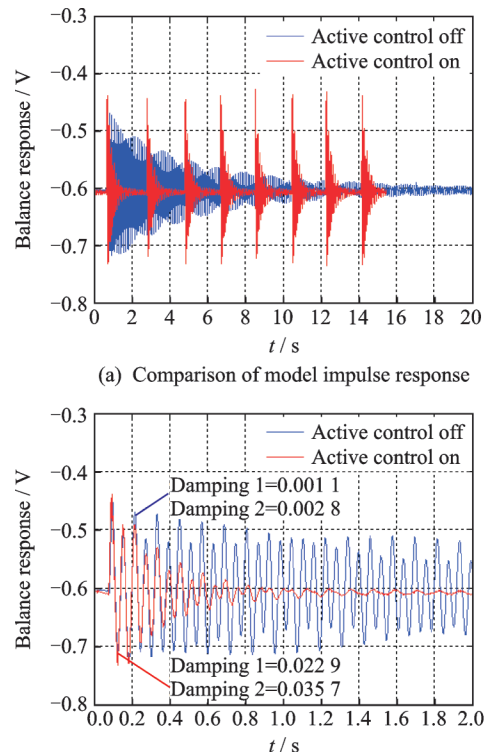 −0.3
Active control off
Active control on
−0.4
−0.5
−0.6
−0.7
−0.8
Balance response / V
0 2 4 6 8 10 12 14 16 18 20
t / s
(a) Comparison of model impulse response
−0.3
Active control off
Active control on
−0.4
Damping 1=0.001 1
Damping 2=0.002 8
−0.5
−0.6
−0.7
Damping 1=0.022 9
Damping 2=0.035 7
−0.8
Balance response / V
0.0 0.2 0.4 0.6 0.8 1.0 1.2 1.4 1.6 1.8 2.0
t / s